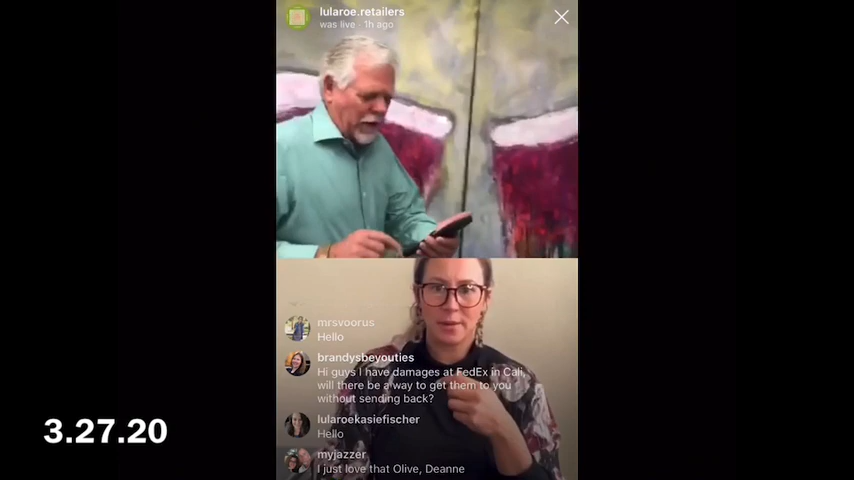 lularoe.retailers
was live · 1h ago
mrsvoorus
Hello
brandysbeyouties
Hi guys I have damages at FedEx in Cali,
will there be a way to get them to you
without sending back?
lularoekasiefischer
Hello
myjazzer
I just love that Olive, Deanne
3.27.20